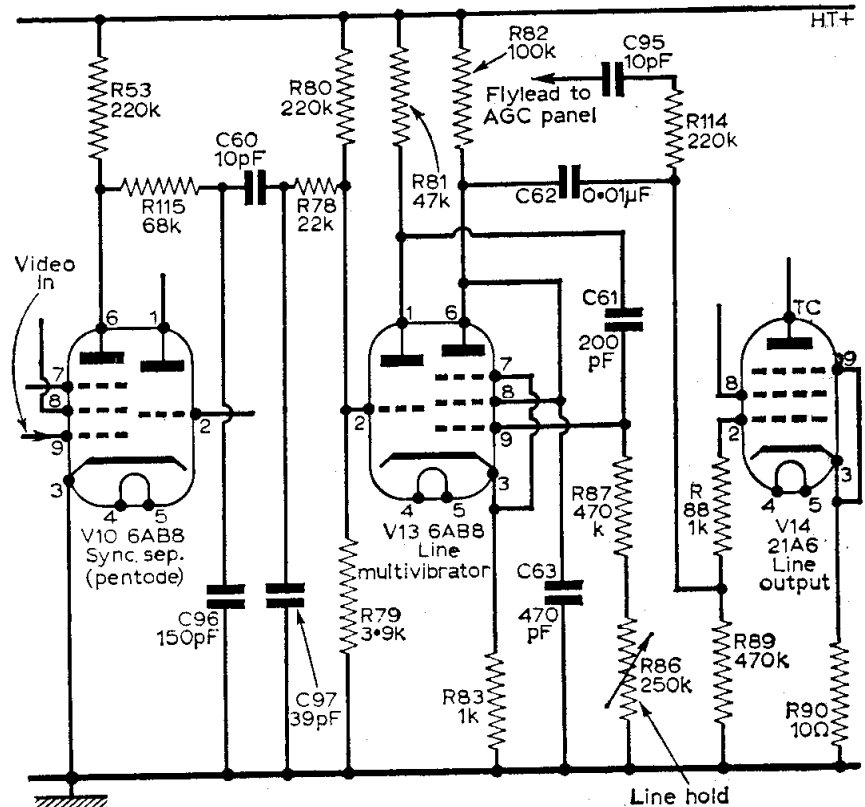 H.T.+
R53
220k
R80
220k
R82
100k
C95
10pF
Flylead to
AGC panel
R114
220k
C60
10pF
R115
68k
R78
22k
R81
47k
C62
0·01µF
Video
in
6
1
7
8
9
2
3
4
5
V10 6AB8
Sync. sep.
(pentode)
1
6
7
8
9
2
3
4
5
V13 6AB8
Line
multivibrator
C61
200
pF
TC
9
8
2
3
4
5
V14
21A6
Line
output
R87
470
k
R
88
1k
C96
150pF
C97
39pF
R79
3·9k
R83
1k
C63
470
pF
R86
250k
R89
470k
R90
10Ω
Line hold